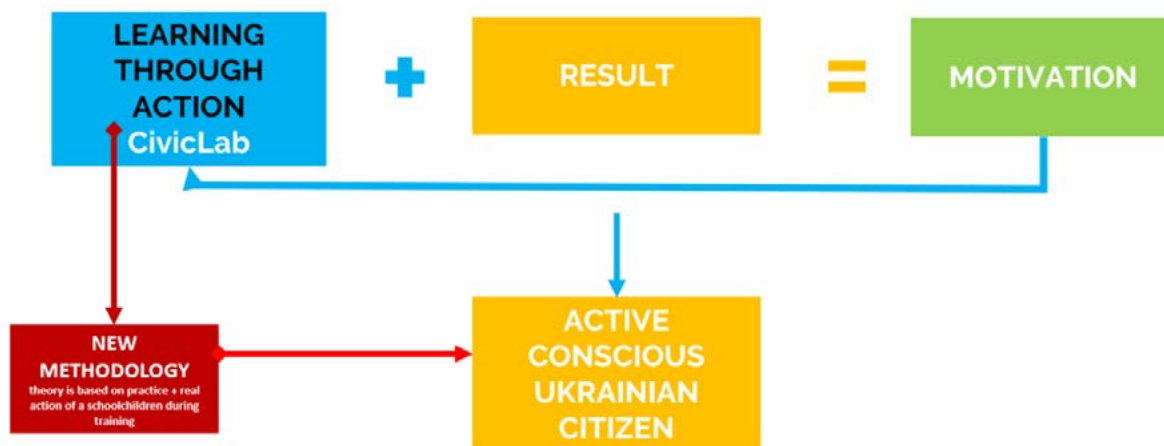 LEARNING
THROUGH
ACTION
CivicLab
+
RESULT
=
MOTIVATION
NEW
METHODOLOGY
theory is based on practice + real
action of a schoolchildren during
training
ACTIVE
CONSCIOUS
UKRAINIAN
CITIZEN